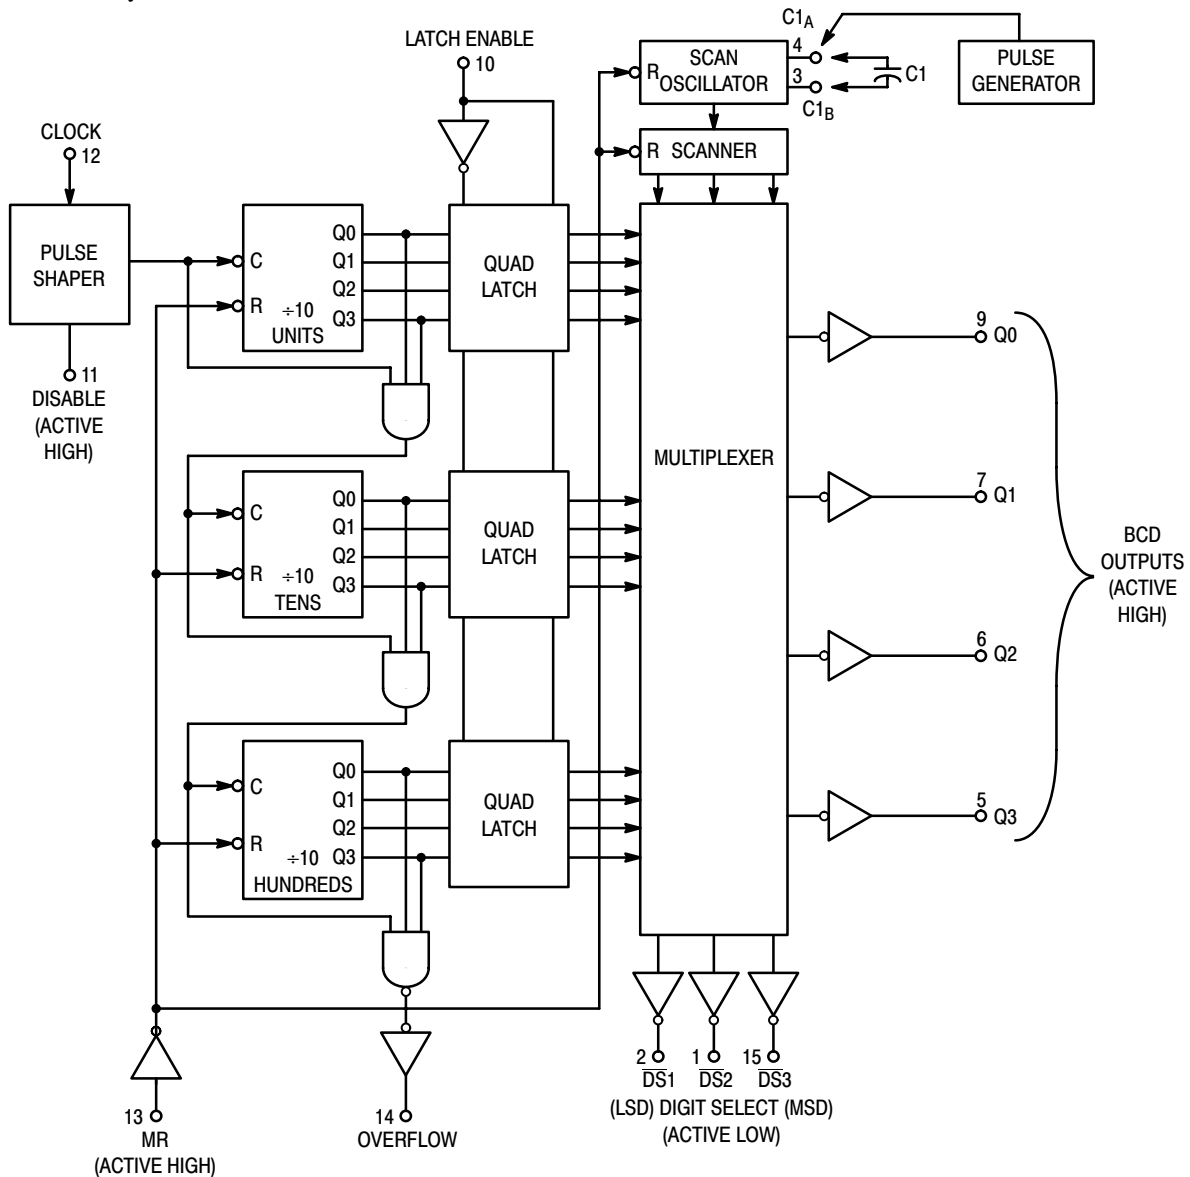 LATCH ENABLE
10
C1A
4
3
C1B
C1
SCAN
R OSCILLATOR
PULSE
GENERATOR
CLOCK
12
R SCANNER
PULSE
SHAPER
11
DISABLE
(ACTIVE
HIGH)
C
R
÷10
UNITS
Q0
Q1
Q2
Q3
QUAD
LATCH
C
R
÷10
TENS
Q0
Q1
Q2
Q3
QUAD
LATCH
C
R
÷10
HUNDREDS
Q0
Q1
Q2
Q3
QUAD
LATCH
MULTIPLEXER
9
Q0
7
Q1
6
Q2
5
Q3
BCD
OUTPUTS
(ACTIVE
HIGH)
13
MR
(ACTIVE HIGH)
14
OVERFLOW
2 1 15
D̅S̅1 D̅S̅2 D̅S̅3
(LSD) DIGIT SELECT (MSD)
(ACTIVE LOW)